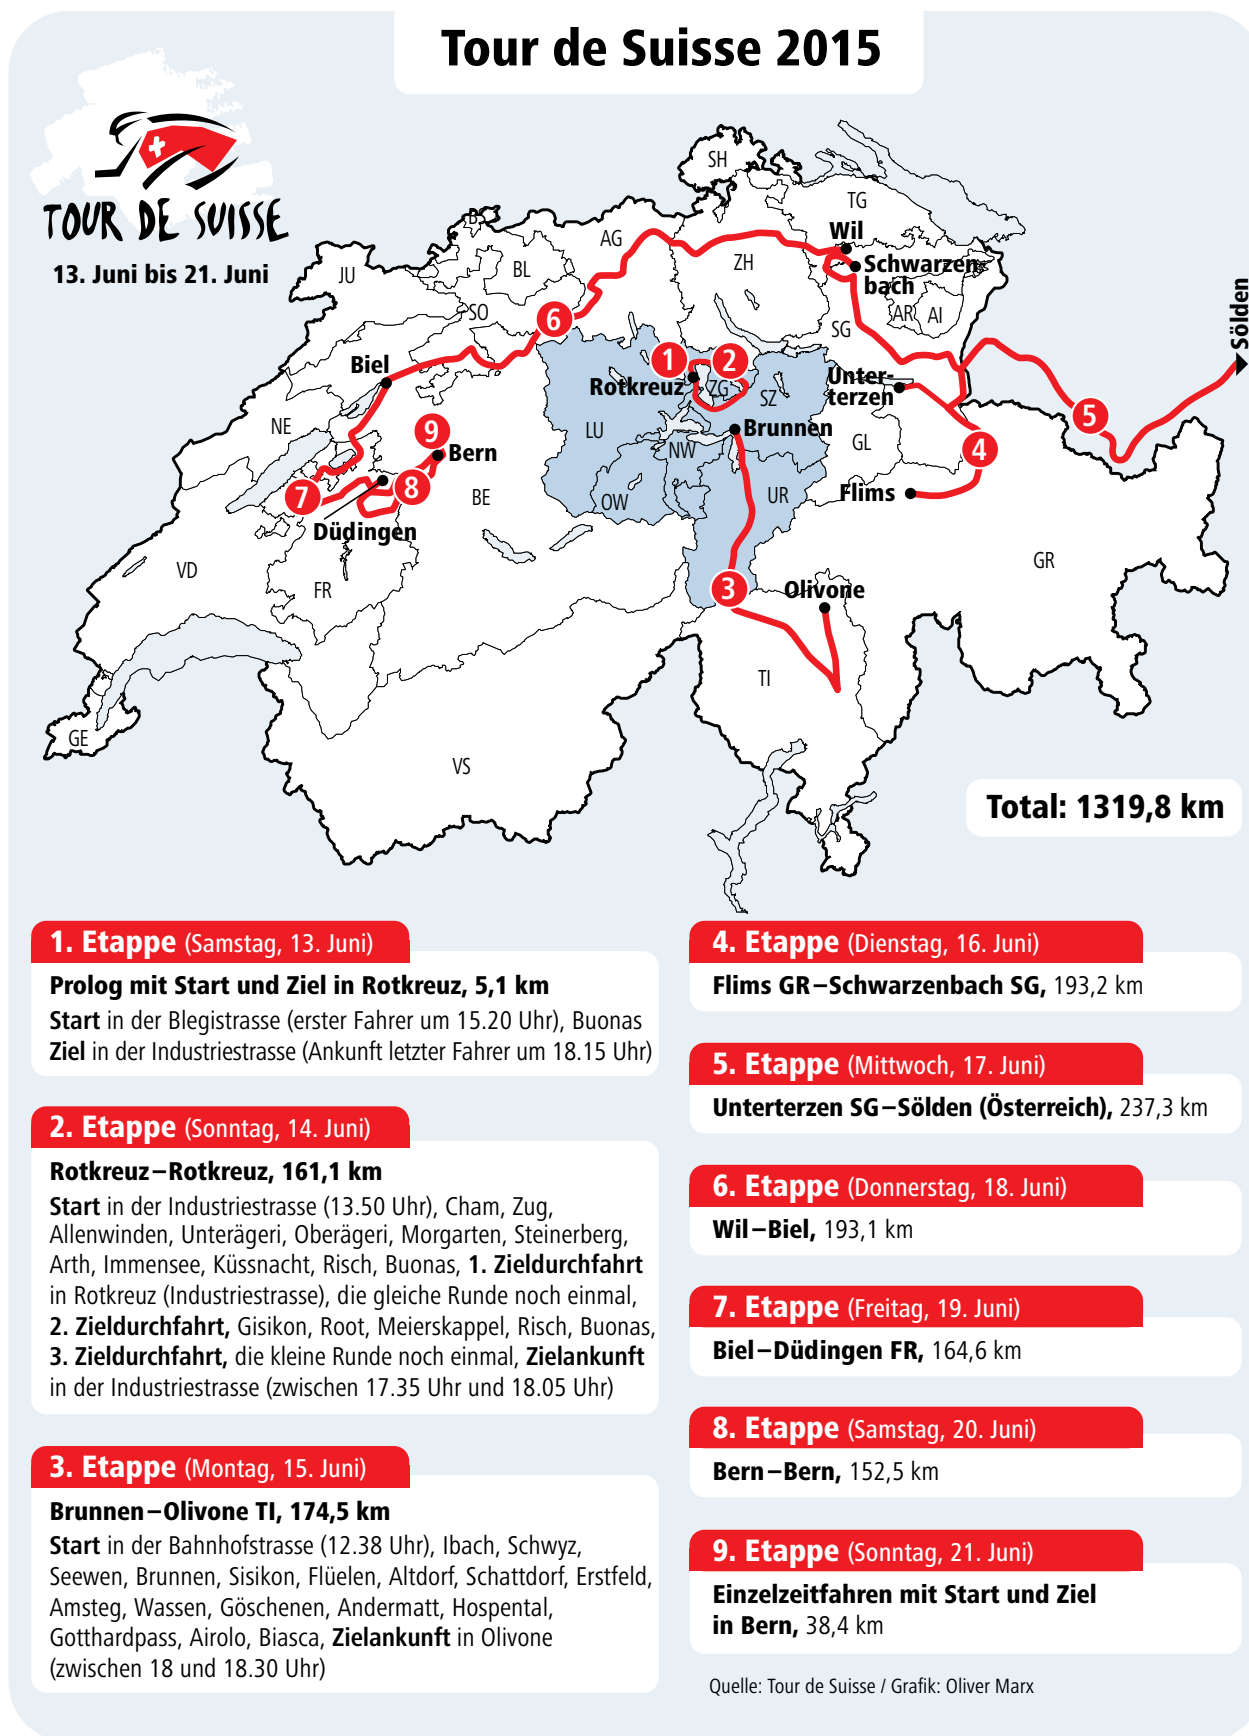 Tour de Suisse 2015
TOUR DE SUISSE
13. Juni bis 21. Juni
SH
TG
BS
AG
Wil
BL
ZH
Schwarzen-
bach
JU
SO
AR
AI
SG
Sölden
6
Biel
1
2
Rotkreuz
ZG
SZ
Unter-
terzen
5
NE
9
LU
Brunnen
Bern
NW
GL
4
7
8
BE
OW
UR
Flims
Düdingen
VD
FR
3
Olivone
GR
TI
GE
VS
Total: 1319,8 km
1. Etappe (Samstag, 13. Juni)
Prolog mit Start und Ziel in Rotkreuz, 5,1 km
Start in der Blegistrasse (erster Fahrer um 15.20 Uhr), Buonas
Ziel in der Industriestrasse (Ankunft letzter Fahrer um 18.15 Uhr)
2. Etappe (Sonntag, 14. Juni)
Rotkreuz–Rotkreuz, 161,1 km
Start in der Industriestrasse (13.50 Uhr), Cham, Zug,
Allenwinden, Unterägeri, Oberägeri, Morgarten, Steinerberg,
Arth, Immensee, Küssnacht, Risch, Buonas, 1. Zieldurchfahrt
in Rotkreuz (Industriestrasse), die gleiche Runde noch einmal,
2. Zieldurchfahrt, Gisikon, Root, Meierskappel, Risch, Buonas,
3. Zieldurchfahrt, die kleine Runde noch einmal, Zielankunft
in der Industriestrasse (zwischen 17.35 Uhr und 18.05 Uhr)
3. Etappe (Montag, 15. Juni)
Brunnen–Olivone TI, 174,5 km
Start in der Bahnhofstrasse (12.38 Uhr), Ibach, Schwyz,
Seewen, Brunnen, Sisikon, Flüelen, Altdorf, Schattdorf, Erstfeld,
Amsteg, Wassen, Göschenen, Andermatt, Hospental,
Gotthardpass, Airolo, Biasca, Zielankunft in Olivone
(zwischen 18 und 18.30 Uhr)
4. Etappe (Dienstag, 16. Juni)
Flims GR–Schwarzenbach SG, 193,2 km
5. Etappe (Mittwoch, 17. Juni)
Unterterzen SG–Sölden (Österreich), 237,3 km
6. Etappe (Donnerstag, 18. Juni)
Wil–Biel, 193,1 km
7. Etappe (Freitag, 19. Juni)
Biel–Düdingen FR, 164,6 km
8. Etappe (Samstag, 20. Juni)
Bern–Bern, 152,5 km
9. Etappe (Sonntag, 21. Juni)
Einzelzeitfahren mit Start und Ziel
in Bern, 38,4 km
Quelle: Tour de Suisse / Grafik: Oliver Marx